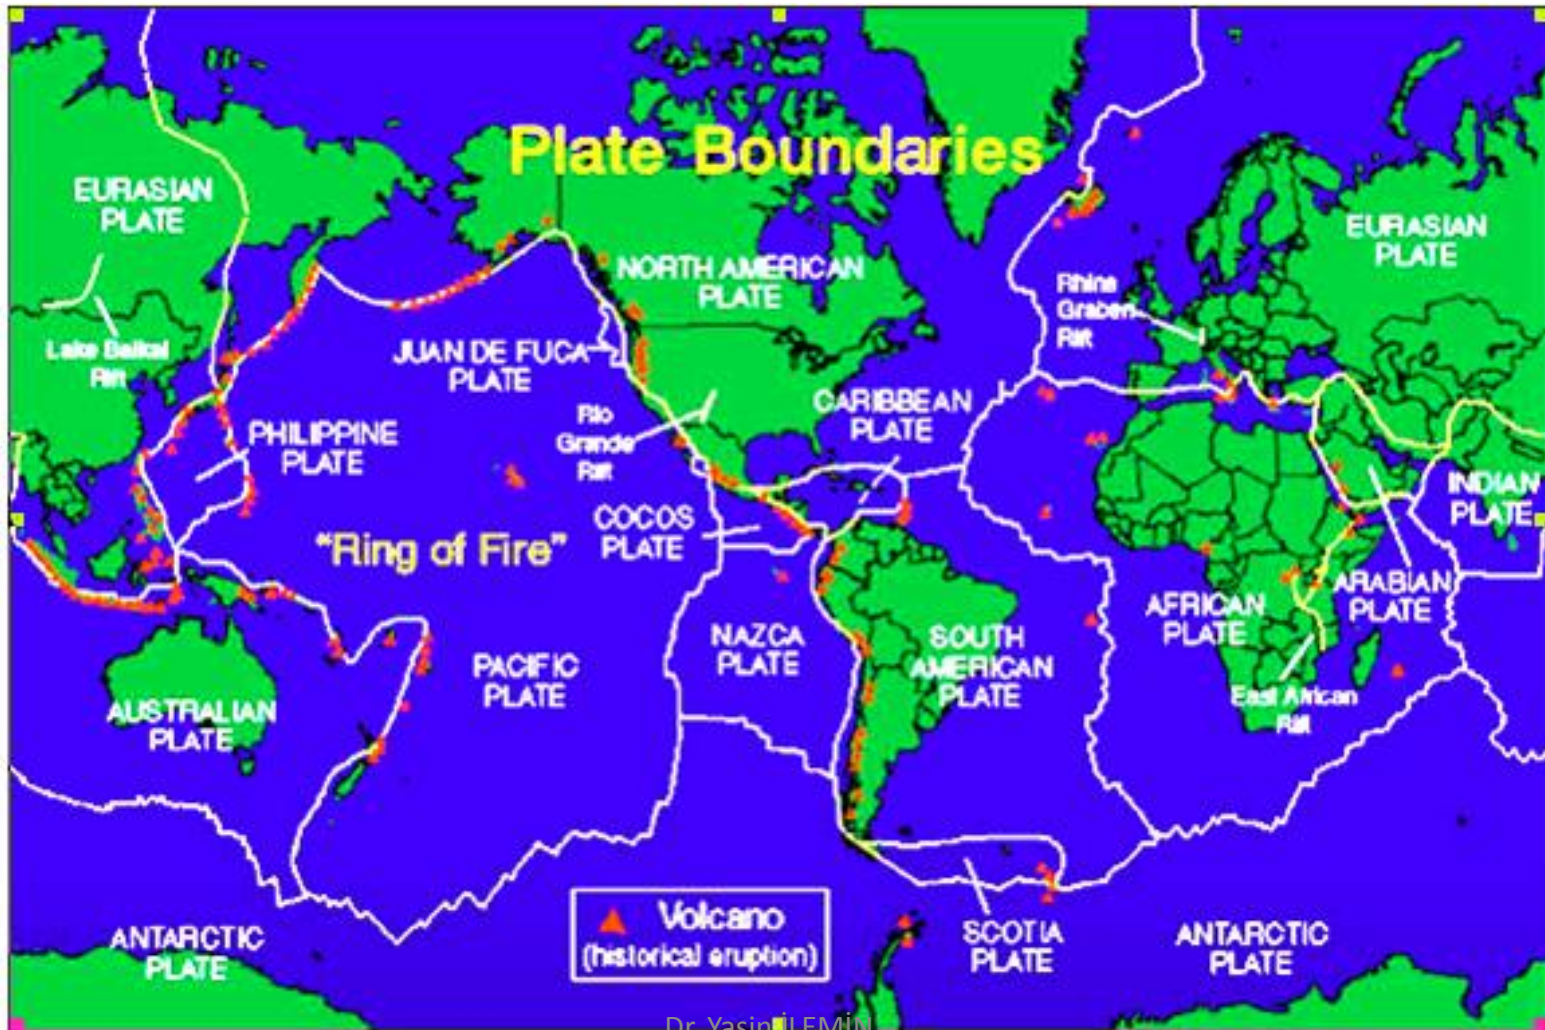 Plate Boundaries
EURASIAN
PLATE
NORTH AMERICAN
PLATE
EURASIAN
PLATE
Rhine
Graben
Rift
Lake Baikal
Rift
JUAN DE FUCA
PLATE
CARIBBEAN
PLATE
Rio
Grande
Rift
PHILIPPINE
PLATE
INDIAN
PLATE
COCOS
PLATE
"Ring of Fire"
ARABIAN
PLATE
AFRICAN
PLATE
NAZCA
PLATE
SOUTH
AMERICAN
PLATE
PACIFIC
PLATE
East African
Rift
AUSTRALIAN
PLATE
Volcano
(historical eruption)
ANTARCTIC
PLATE
SCOTIA
PLATE
ANTARCTIC
PLATE
Dr. Yasin İLEMİN